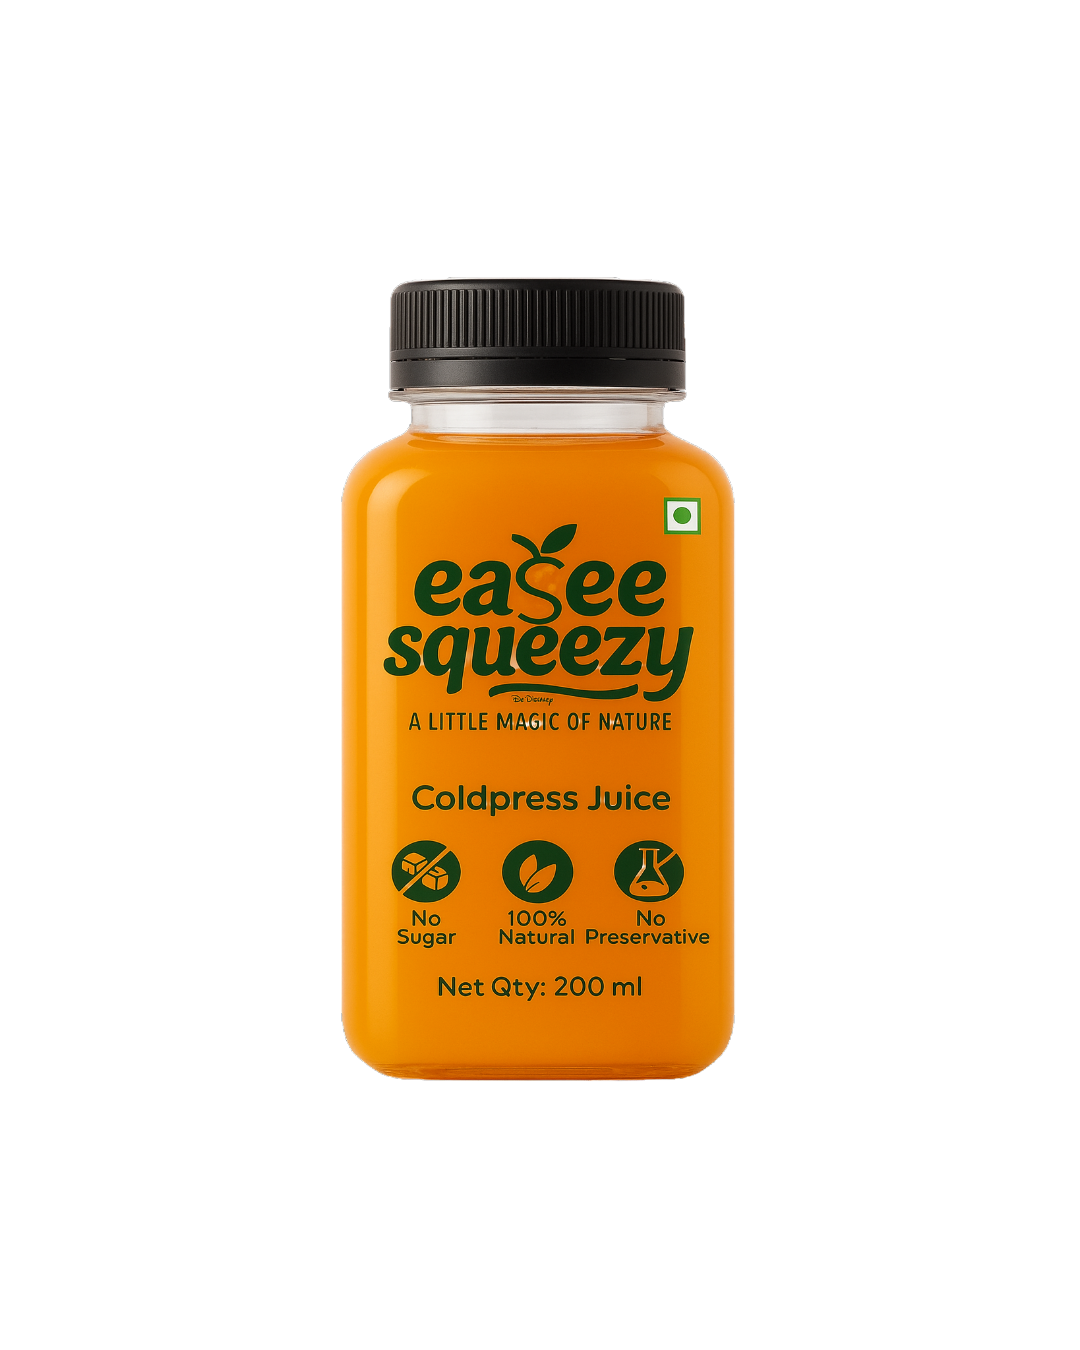 easee
squeezy
A LITTLE MAGIC OF NATURE
Coldpress Juice
No
Sugar
100%
Natural
No
Preservative
Net Qty: 200 ml